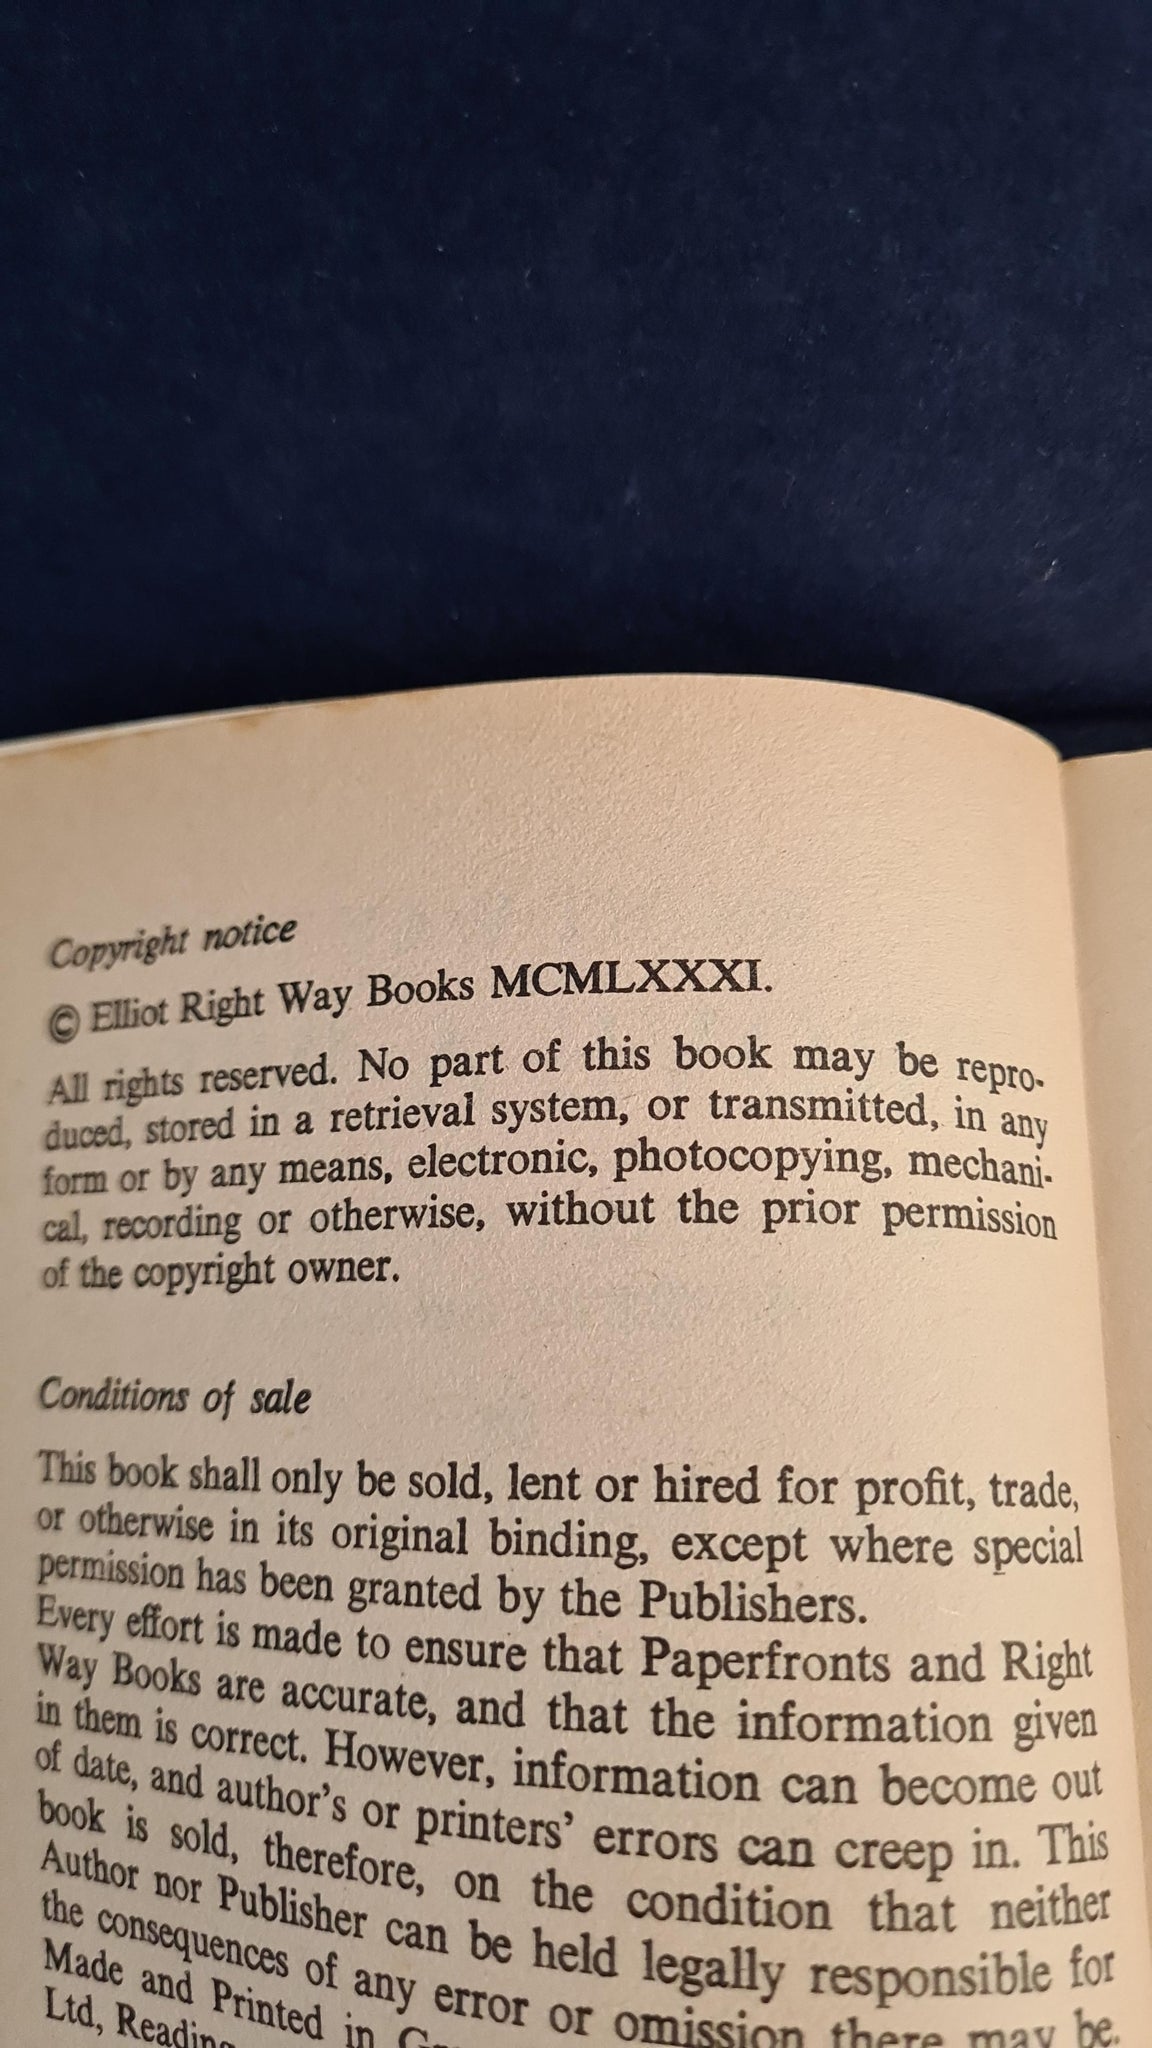 Copyright notice
© Elliot Right Way Books MCMLXXXI.
All rights reserved. No part of this book may be repro-
duced, stored in a retrieval system, or transmitted, in any
form or by any means, electronic, photocopying, mechani-
cal, recording or otherwise, without the prior permission
of the copyright owner.
Conditions of sale
This book shall only be sold, lent or hired for profit, trade,
or otherwise in its original binding, except where special
permission has been granted by the Publishers.
Every effort is made to ensure that Paperfronts and Right
Way Books are accurate, and that the information given
in them is correct. However, information can become out
of date, and author's or printers' errors can creep in. This
book is sold, therefore, on the condition that neither
Author nor Publisher can be held legally responsible for
the consequences of any error or omission there may be.
Made and Printed in
Ltd, Reading